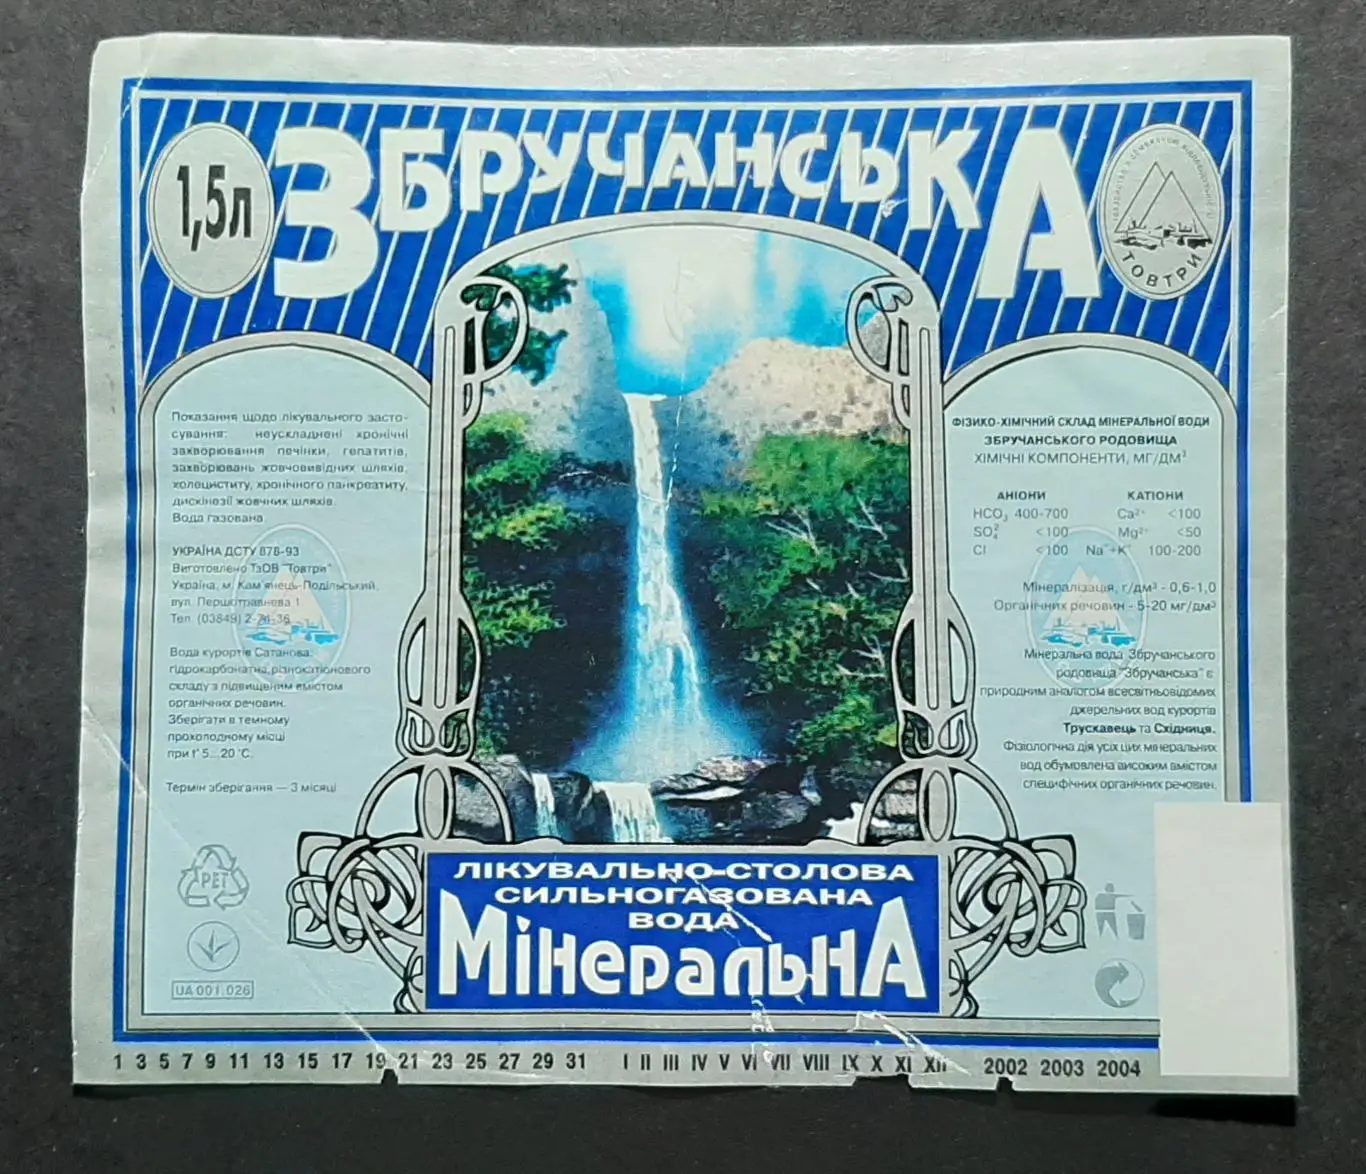 1,5л
ЗБРУЧАНСЬКА
ТОВТРИ
Показання щодо лікувального засто-
сування: неускладнені хронічні
захворювання печінки, гепатитів,
захворювань жовчовивідних шляхів,
холециститу, хронічного панкреатиту,
дискінезії жовчних шляхів.
Вода газована.
УКРАЇНА ДСТУ 878-93
Виготовлено ТзОВ "Товтри"
Україна, м. Кам'янець-Подільський,
вул. Першотравнева 1
Тел. (03849) 2-74-36
Вода курортів Сатанова:
гідрокарбонатна, різнокатіонового
складу з підвищеним вмістом
органічних речовин.
Зберігати в темному
прохолодному місці
при t° 5...20 °С.
Термін зберігання — 3 місяці
PET
UA 001.026
ФІЗИКО-ХІМІЧНИЙ СКЛАД МІНЕРАЛЬНОЇ ВОДИ
ЗБРУЧАНСЬКОГО РОДОВИЩА
ХІМІЧНІ КОМПОНЕНТИ, МГ/ДМ³
АНІОНИ КАТІОНИ
HCO₃ 400-700 Ca²⁺ <100
SO₄² <100 Mg²⁺ <50
Cl <100 Na⁺+K⁺ 100-200
Мінералізація, г/дм³ - 0,6-1,0
Органічних речовин - 5-20 мг/дм³
Мінеральна вода Збручанського
родовища "Збручанська" є
природним аналогом всесвітньовідомих
джерельних вод курортів
Трускавець та Східниця.
Фізіологічна дія усіх цих мінеральних
вод обумовлена високим вмістом
специфічних органічних речовин.
ЛІКУВАЛЬНО-СТОЛОВА
СИЛЬНОГАЗОВАНА
ВОДА
МІНЕРАЛЬНА
1 3 5 7 9 11 13 15 17 19 21 23 25 27 29 31 I II III IV V VI VII VIII IX X XI XII 2002 2003 2004